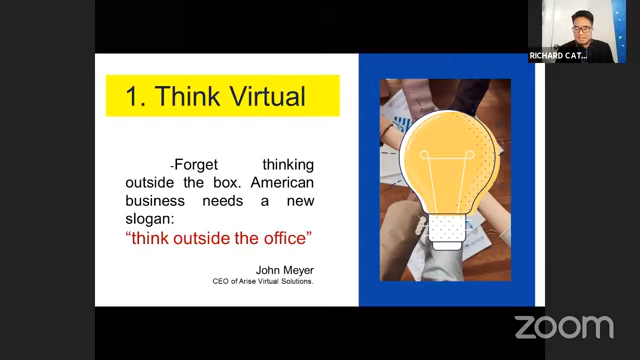 1. Think Virtual
-Forget thinking
outside the box. American
business needs a new
slogan:
“think outside the office”
John Meyer
CEO of Arise Virtual Solutions.
RICHARD CAT...
zoom